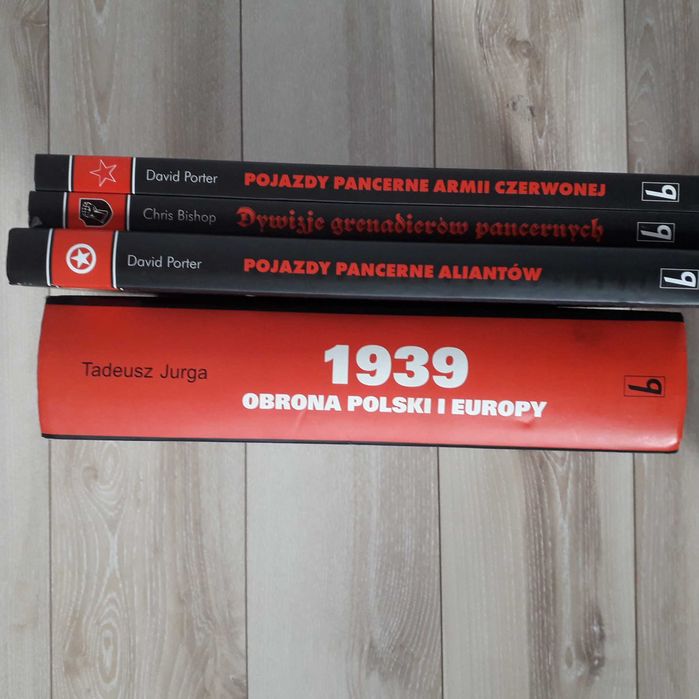 David Porter POJAZDY PANCERNE ARMII CZERWONEJ
Chris Bishop Dywizje grenadierów pancernych
David Porter POJAZDY PANCERNE ALIANTÓW
Tadeusz Jurga 1939
OBRONA POLSKI I EUROPY